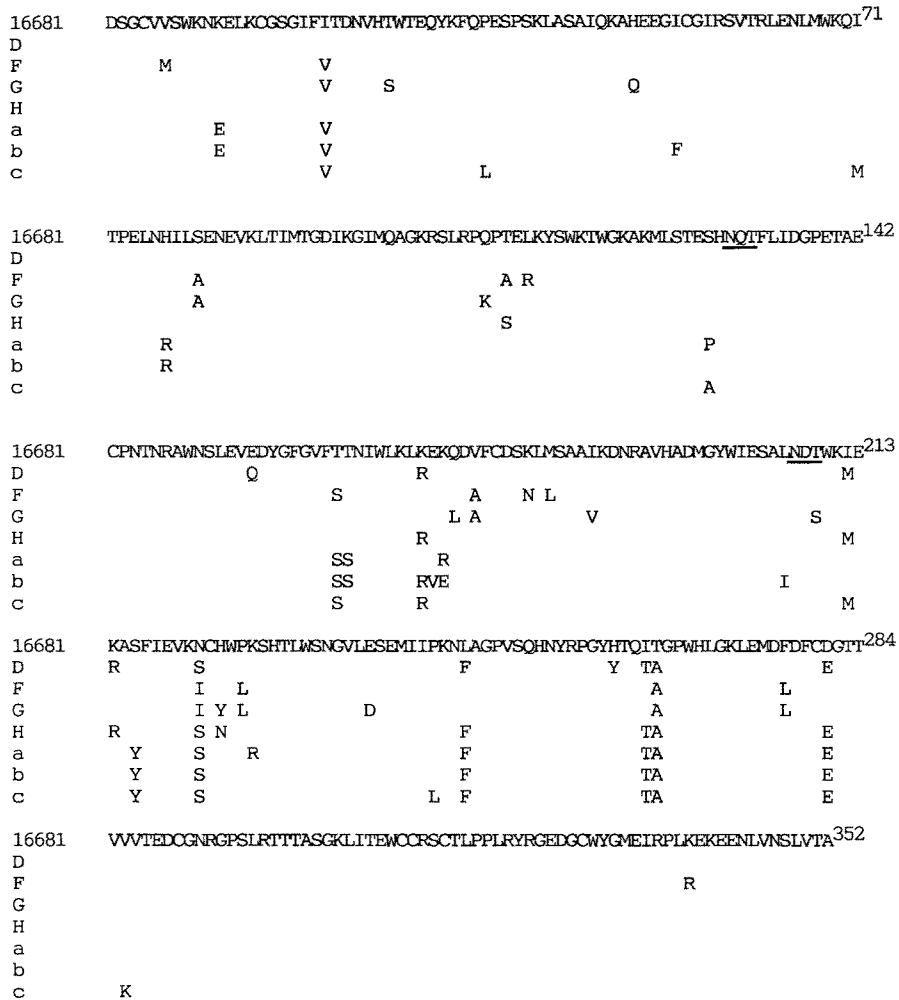 16681 DSGCVVSWKNKELKCGSGIFITDNVHTWTEQYKFQPESPSKLASAIQKAHEEGICGIRSVTRLENLMWKQI71
D
F M V
G V S Q
H
a E V
b E V F
c V L M
16681 TPELNHILSENEVKLTIMTGDIKGIMQAGKRSLRPQPTELKYSWKTWGKAKMLSTESHNQTFLIDGPETAE142
D
F A A R
G A K
H S
a R P
b R
c A
16681 CPNTNRAWNSLEVEDYGFGVFTTNIWLKLKEKQDVFCDSKLMSAAIKDNRAVHADMGYWIESALNDTWKIE213
D Q R M
F S A N L
G L A V S
H R M
a SS R
b SS RVE I
c S R M
16681 KASFIEVKNCHWPKSHTLWSNGVLESEMIIPKNLAGPVSQHNYRPGYHTQITGPWHLGKLEMDFDFCDGTT284
D R S F Y TA E
F I L A L
G I Y L D A L
H R S N F TA E
a Y S R F TA E
b Y S F TA E
c Y S L F TA E
16681 VVVTEDCGNRGPSLRTTTASGKLITEWCCRSCTLPPLRYRGEDGCWYGMEIRPLKEKEENLVNSLVTA352
D
F R
G
H
a
b
c K